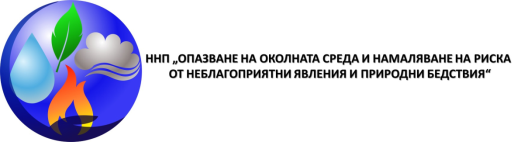 ННП „ОПАЗВАНЕ НА ОКОЛНАТА СРЕДА И НАМАЛЯВАНЕ НА РИСКА
ОТ НЕБЛАГОПРИЯТНИ ЯВЛЕНИЯ И ПРИРОДНИ БЕДСТВИЯ“